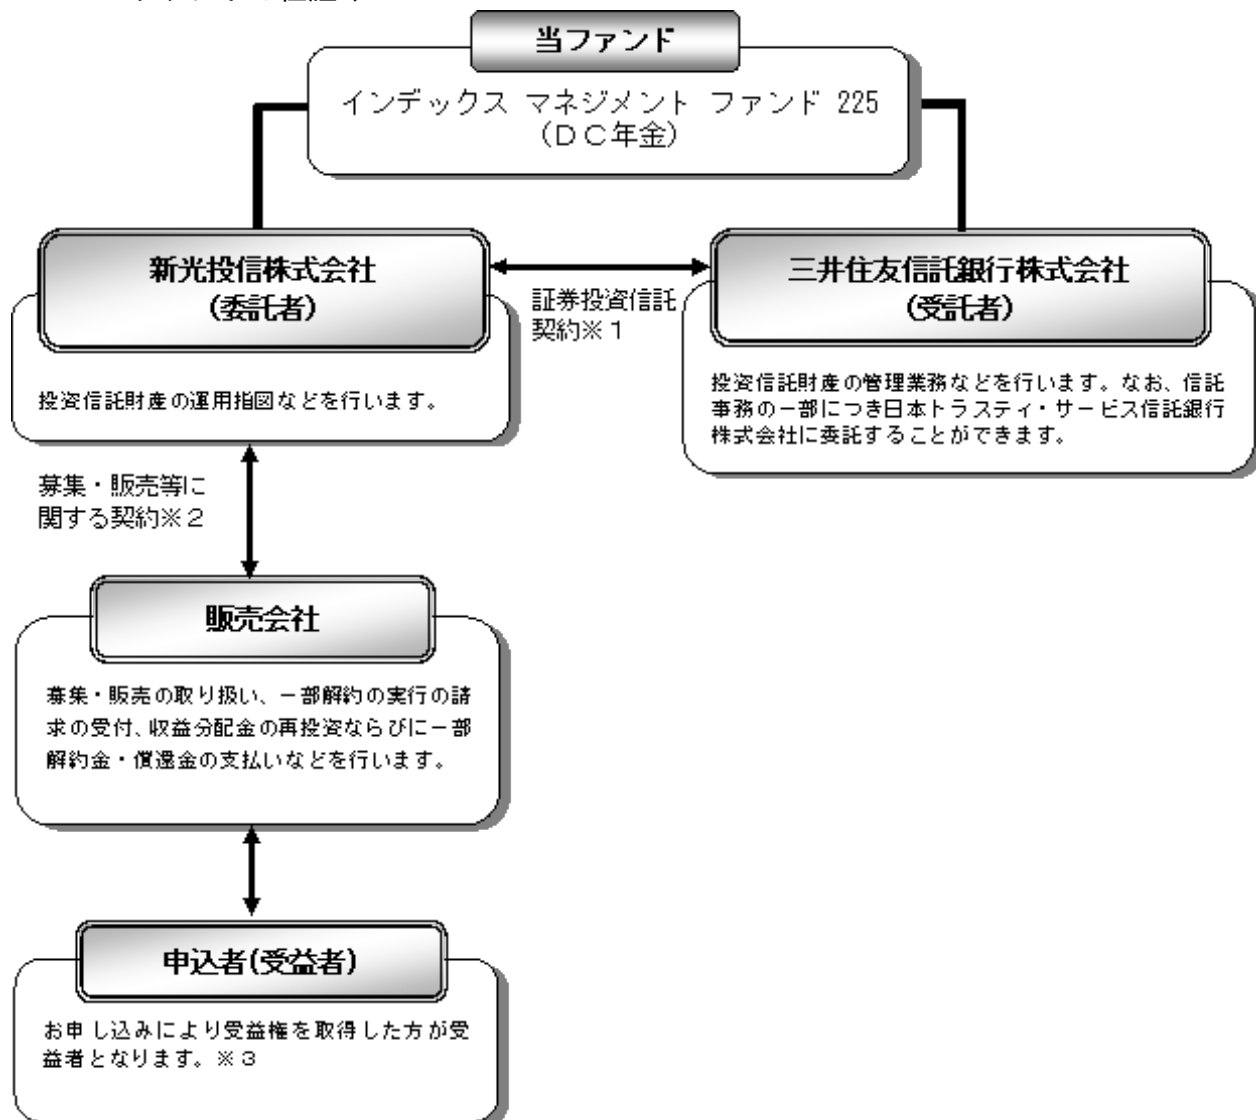 当ファンド
インデックス マネジメント ファンド 225
(DC年金)
新光投信株式会社
(委託者)
投資信託財産の運用指図などを行います。
証券投資信託
契約※1
三井住友信託銀行株式会社
(受託者)
投資信託財産の管理業務などを行います。なお、信託
事務の一部につき日本トラスティ・サービス信託銀行
株式会社に委託することができます。
募集・販売等に
関する契約※2
販売会社
募集・販売の取り扱い、一部解約の実行の請
求の受付、収益分配金の再投資ならびに一部
解約金・償還金の支払いなどを行います。
申込者(受益者)
お申し込みにより受益権を取得した方が受
益者となります。※3